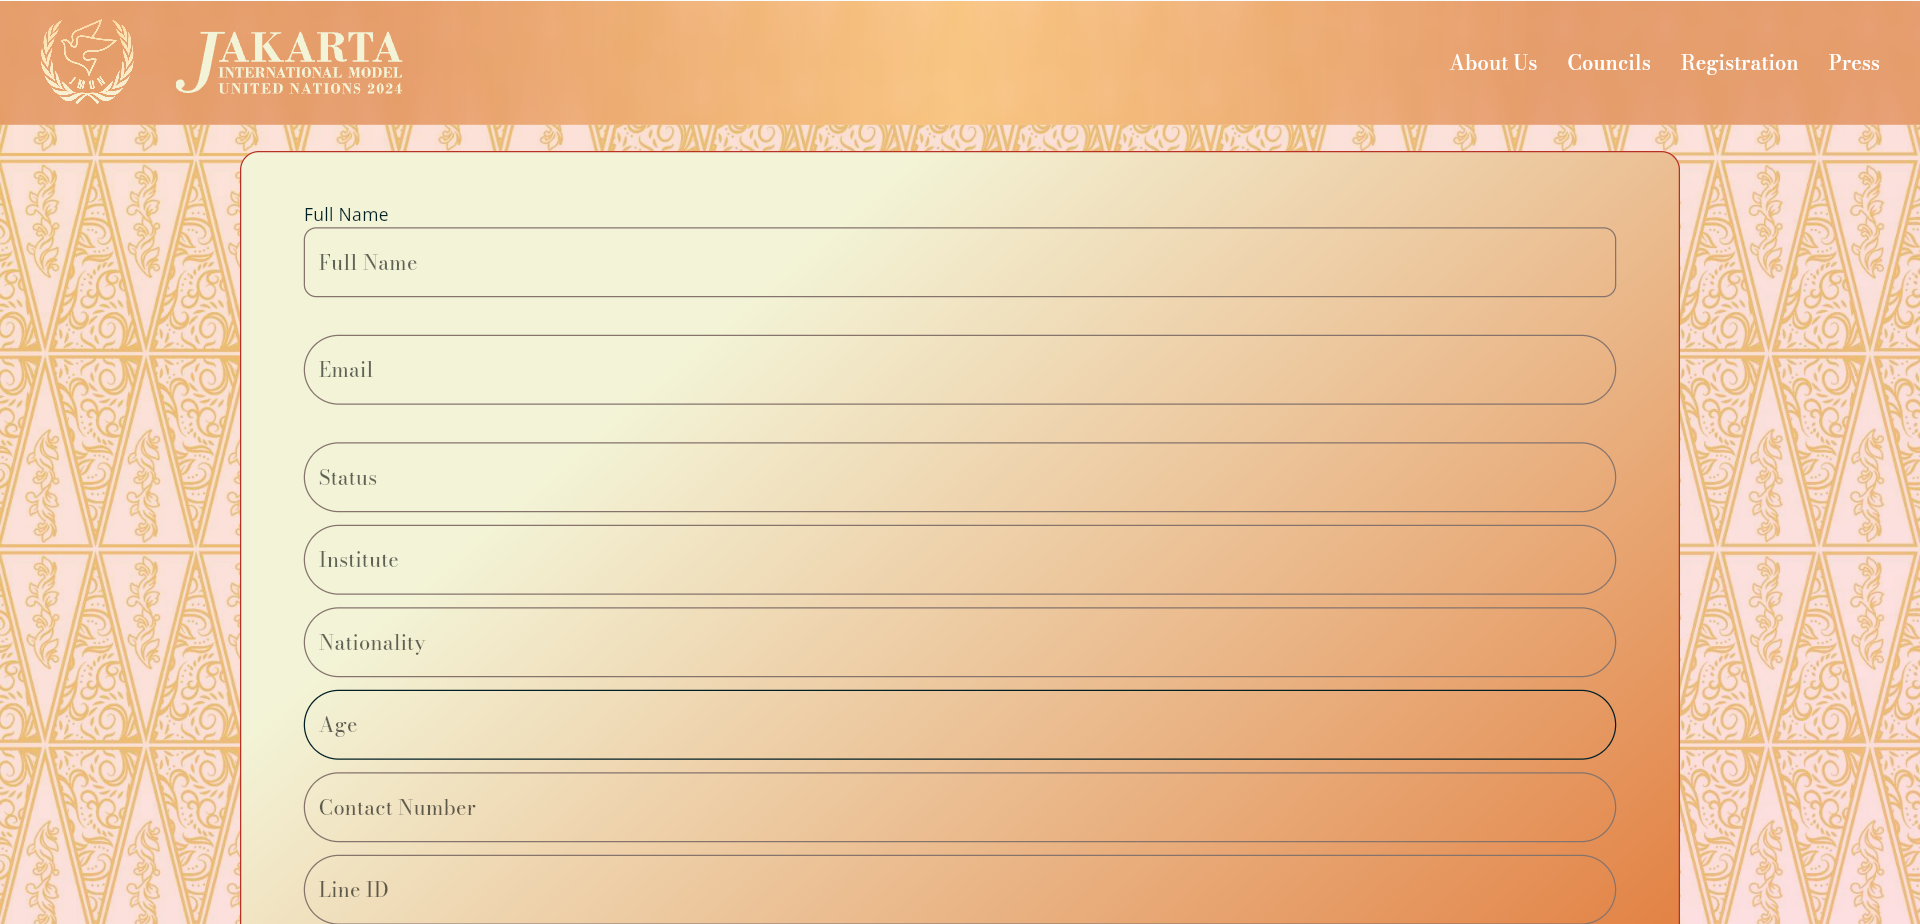 JMUN
JAKARTA
INTERNATIONAL MODEL
UNITED NATIONS 2024
About Us Councils Registration Press
Full Name
Full Name
Email
Status
Institute
Nationality
Age
Contact Number
Line ID